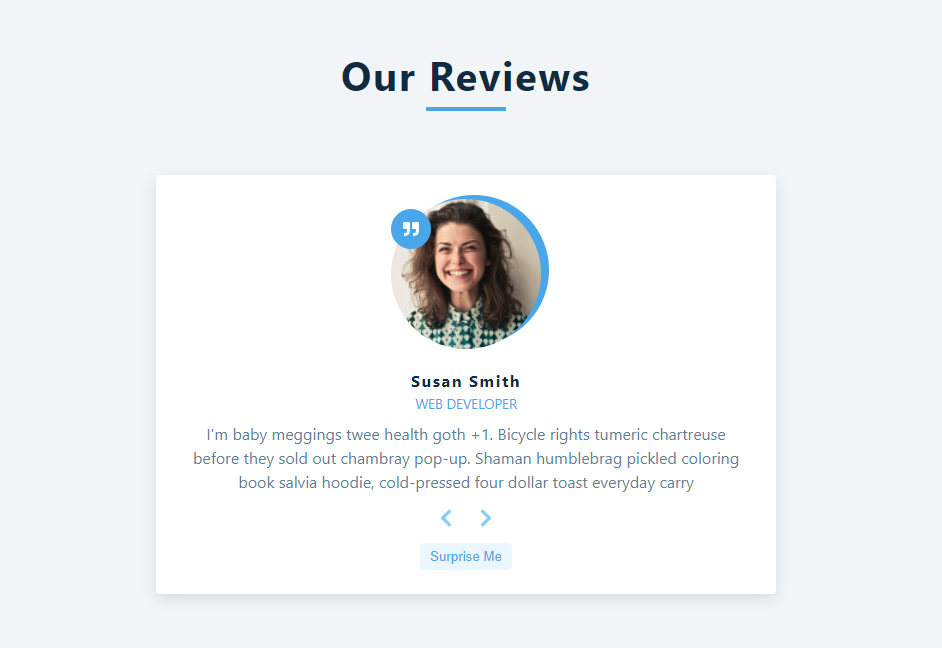 Our Reviews
Susan Smith
WEB DEVELOPER
I'm baby meggings twee health goth +1. Bicycle rights tumeric chartreuse
before they sold out chambray pop-up. Shaman humblebrag pickled coloring
book salvia hoodie, cold-pressed four dollar toast everyday carry
Surprise Me